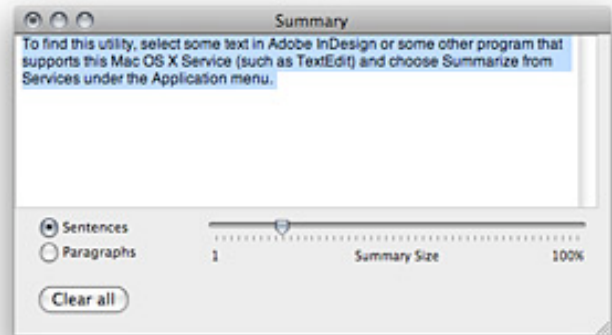 Summary
To find this utility, select some text in Adobe InDesign or some other program that
supports this Mac OS X Service (such as TextEdit) and choose Summarize from
Services under the Application menu.
Sentences
Paragraphs
1 Summary Size 100%
Clear all